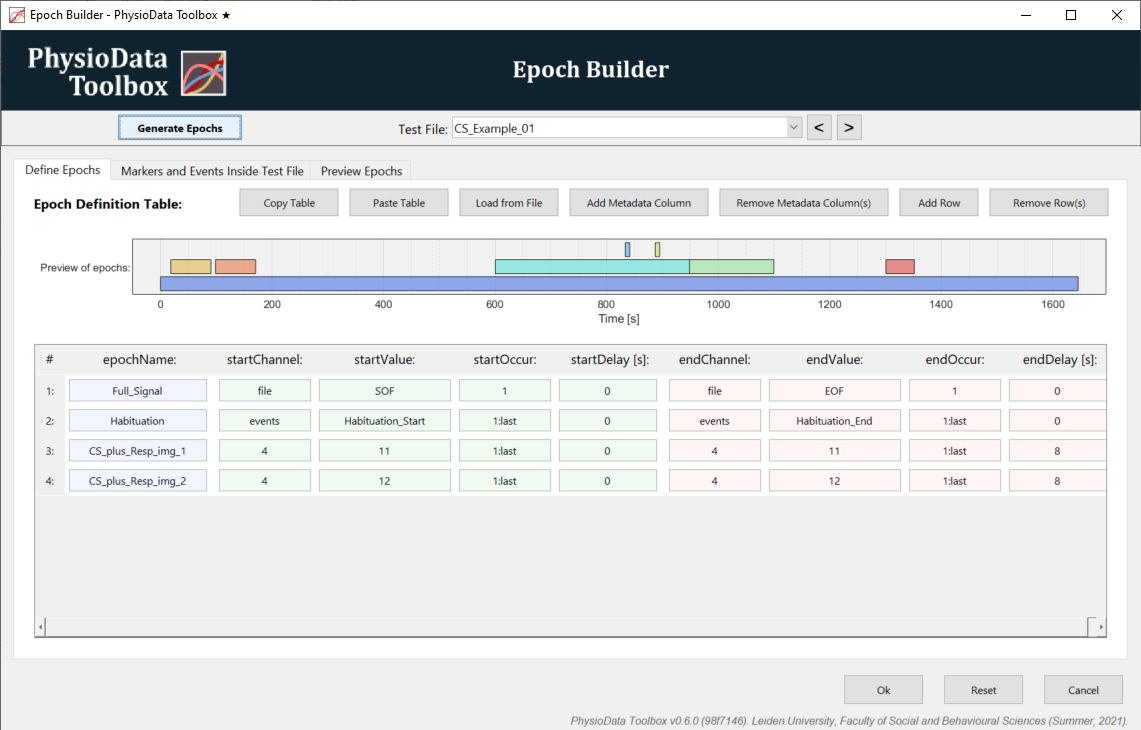 Epoch Builder - PhysioData Toolbox ★
PhysioData
Toolbox
Epoch Builder
Generate Epochs
Test File: CS_Example_01 < >
Define Epochs Markers and Events Inside Test File Preview Epochs
Epoch Definition Table: Copy Table Paste Table Load from File Add Metadata Column Remove Metadata Column(s) Add Row Remove Row(s)
Preview of epochs:
0 200 400 600 800 1000 1200 1400 1600
Time [s]
# epochName: startChannel: startValue: startOccur: startDelay [s]: endChannel: endValue: endOccur: endDelay [s]:
1: Full_Signal file SOF 1 0 file EOF 1 0
2: Habituation events Habituation_Start 1:last 0 events Habituation_End 1:last 0
3: CS_plus_Resp_img_1 4 11 1:last 0 4 11 1:last 8
4: CS_plus_Resp_img_2 4 12 1:last 0 4 12 1:last 8
Ok Reset Cancel
PhysioData Toolbox v0.6.0 (98f7146). Leiden University, Faculty of Social and Behavioural Sciences (Summer, 2021).